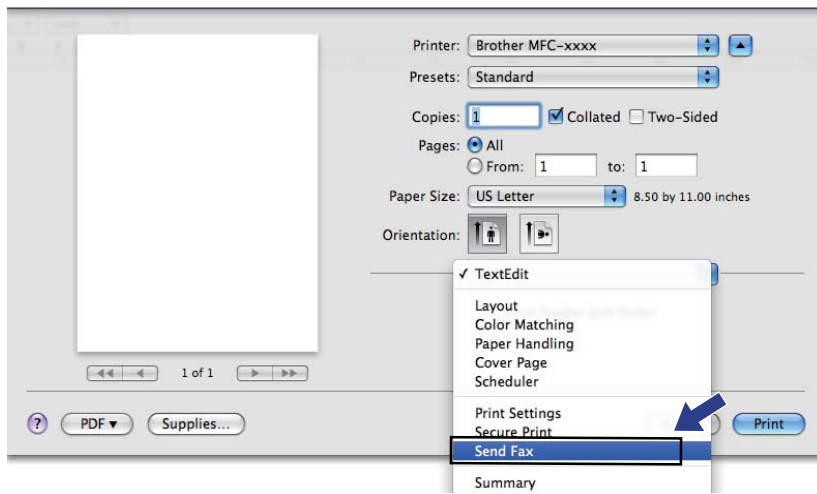 Printer: Brother MFC-xxxx
Presets: Standard
Copies: 1 Collated Two-Sided
Pages: All
From: 1 to: 1
Paper Size: US Letter 8.50 by 11.00 inches
Orientation:
TextEdit
Layout
Color Matching
Paper Handling
Cover Page
Scheduler
Print Settings
Secure Print
Send Fax
Summary
1 of 1
? PDF Supplies... Print